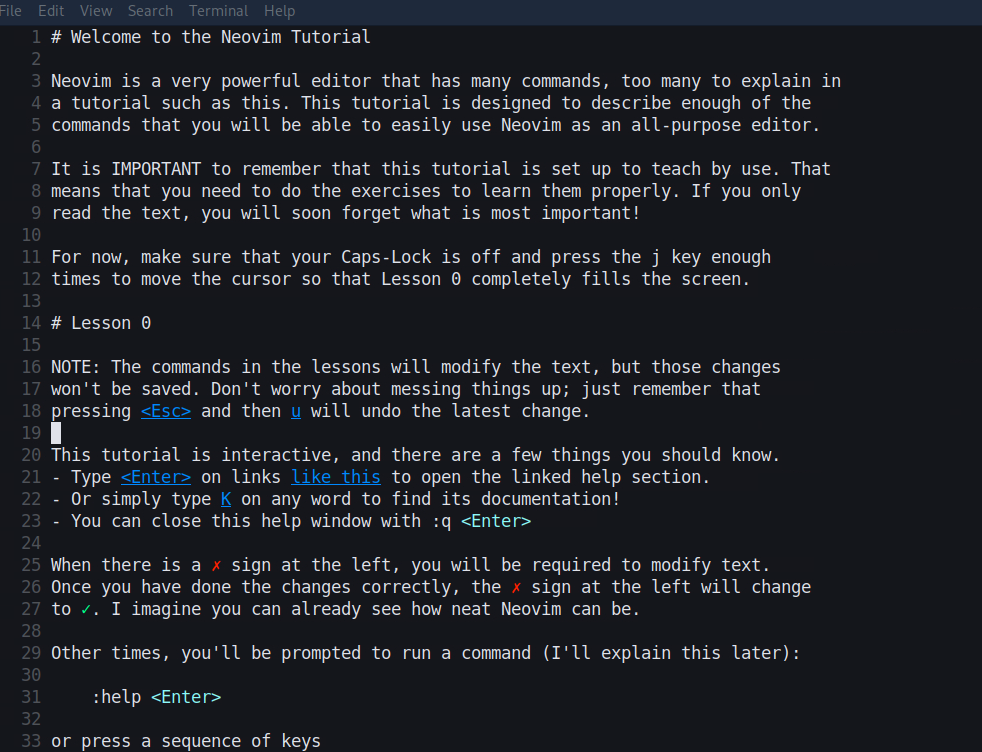 File Edit View Search Terminal Help
1 # Welcome to the Neovim Tutorial
2
3 Neovim is a very powerful editor that has many commands, too many to explain in
4 a tutorial such as this. This tutorial is designed to describe enough of the
5 commands that you will be able to easily use Neovim as an all-purpose editor.
6
7 It is IMPORTANT to remember that this tutorial is set up to teach by use. That
8 means that you need to do the exercises to learn them properly. If you only
9 read the text, you will soon forget what is most important!
10
11 For now, make sure that your Caps-Lock is off and press the j key enough
12 times to move the cursor so that Lesson 0 completely fills the screen.
13
14 # Lesson 0
15
16 NOTE: The commands in the lessons will modify the text, but those changes
17 won't be saved. Don't worry about messing things up; just remember that
18 pressing <Esc> and then u will undo the latest change.
19
20 This tutorial is interactive, and there are a few things you should know.
21 - Type <Enter> on links like this to open the linked help section.
22 - Or simply type K on any word to find its documentation!
23 - You can close this help window with :q <Enter>
24
25 When there is a ✗ sign at the left, you will be required to modify text.
26 Once you have done the changes correctly, the ✗ sign at the left will change
27 to ✓. I imagine you can already see how neat Neovim can be.
28
29 Other times, you'll be prompted to run a command (I'll explain this later):
30
31     :help <Enter>
32
33 or press a sequence of keys